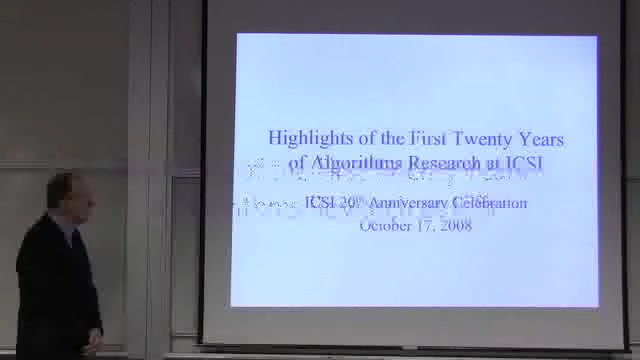 Highlights of the First Twenty Years
of Algorithms Research at ICSI
ICSI 20th Anniversary Celebration
October 17, 2008